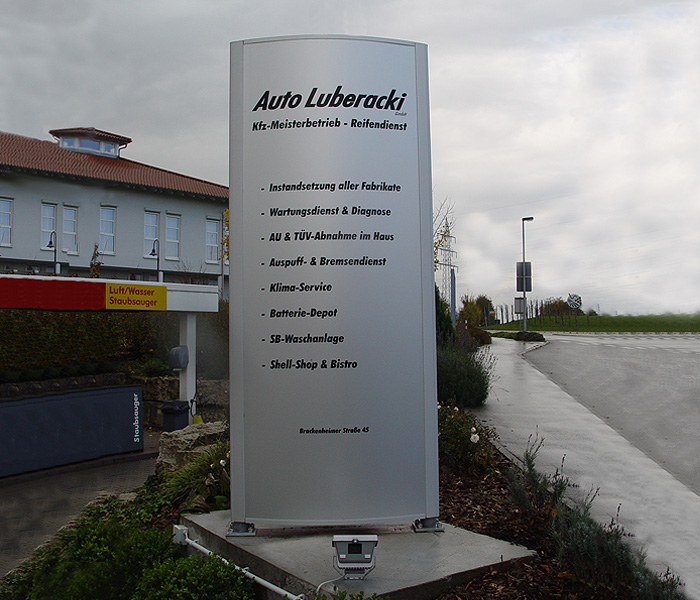 Auto Luberacki
GmbH
Kfz-Meisterbetrieb - Reifendienst
- Instandsetzung aller Fabrikate
- Wartungsdienst & Diagnose
- AU & TÜV-Abnahme im Haus
- Auspuff- & Bremsendienst
- Klima-Service
- Batterie-Depot
- SB-Waschanlage
- Shell-Shop & Bistro
Brackenheimer Straße 45
Luft/Wasser
Staubsauger
Staubsauger